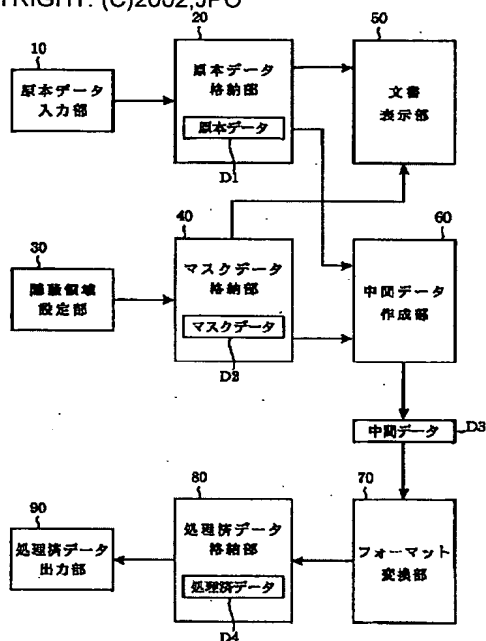 TRIGHT: (C)2002,JPO
10
原本データ
入力部
20
原本データ
格納部
原本データ
D1
50
文書
表示部
30
隠蔽領域
設定部
40
マスクデータ
格納部
マスクデータ
D2
60
中間データ
作成部
中間データ
D3
90
処理済データ
出力部
80
処理済データ
格納部
処理済データ
D4
70
フォーマット
変換部